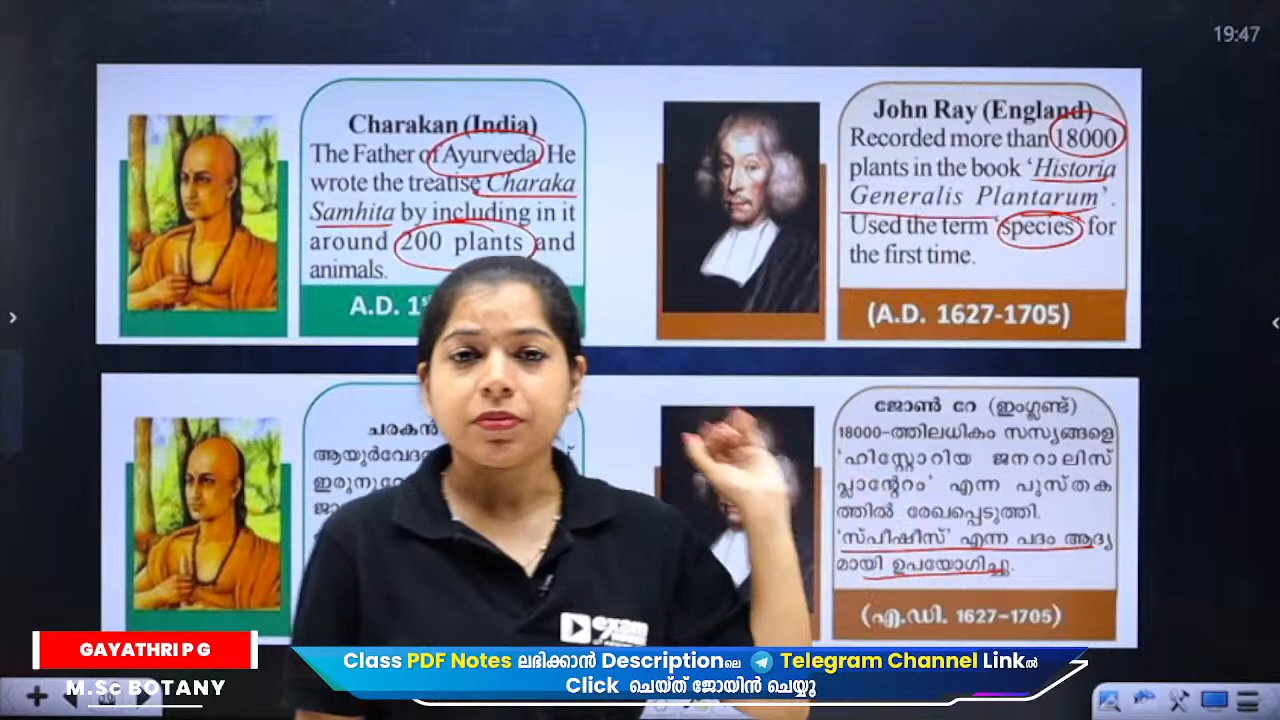 19:47
Charakan (India)
The Father of Ayurveda. He
wrote the treatise Charaka
Samhita by including in it
around 200 plants and
animals.
A.D. 1
John Ray (England)
Recorded more than 18000
plants in the book ‘Historia
Generalis Plantarum’.
Used the term ‘species’ for
the first time.
(A.D. 1627-1705)
ചരകൻ
ജോൺ റേ (ഇംഗ്ലണ്ട്)
18000-ത്തിലധികം സസ്യങ്ങളെ
‘ഹിസ്റ്റോറിയ ജനറാലിസ്
പ്ലാന്റേറം’ എന്ന പുസ്തക
ത്തിൽ രേഖപ്പെടുത്തി.
‘സ്പീഷീസ്’ എന്ന പദം ആദ്യ
മായി ഉപയോഗിച്ചു.
(എ.ഡി. 1627-1705)
exam
GAYATHRI P G
M.Sc BOTANY
Class PDF Notes ലഭിക്കാൻ Descriptionലെ Telegram Channel Linkൽ
Click ചെയ്ത് ജോയിൻ ചെയ്യൂ